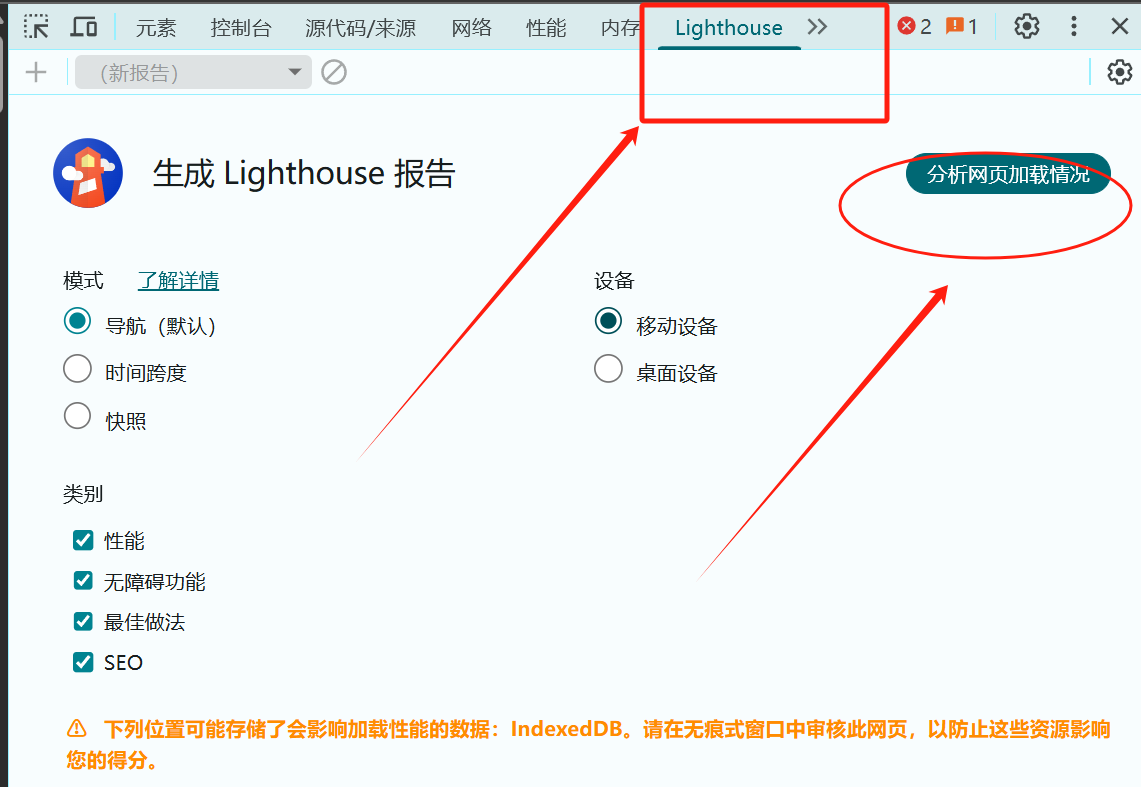 元素 控制台 源代码/来源 网络 性能 内存 Lighthouse 2 1
(新报告)
生成 Lighthouse 报告
分析网页加载情况
模式 了解详情 设备
导航（默认） 移动设备
时间跨度 桌面设备
快照
类别
性能
无障碍功能
最佳做法
SEO
下列位置可能存储了会影响加载性能的数据：IndexedDB。请在无痕式窗口中审核此网页，以防止这些资源影响
您的得分。